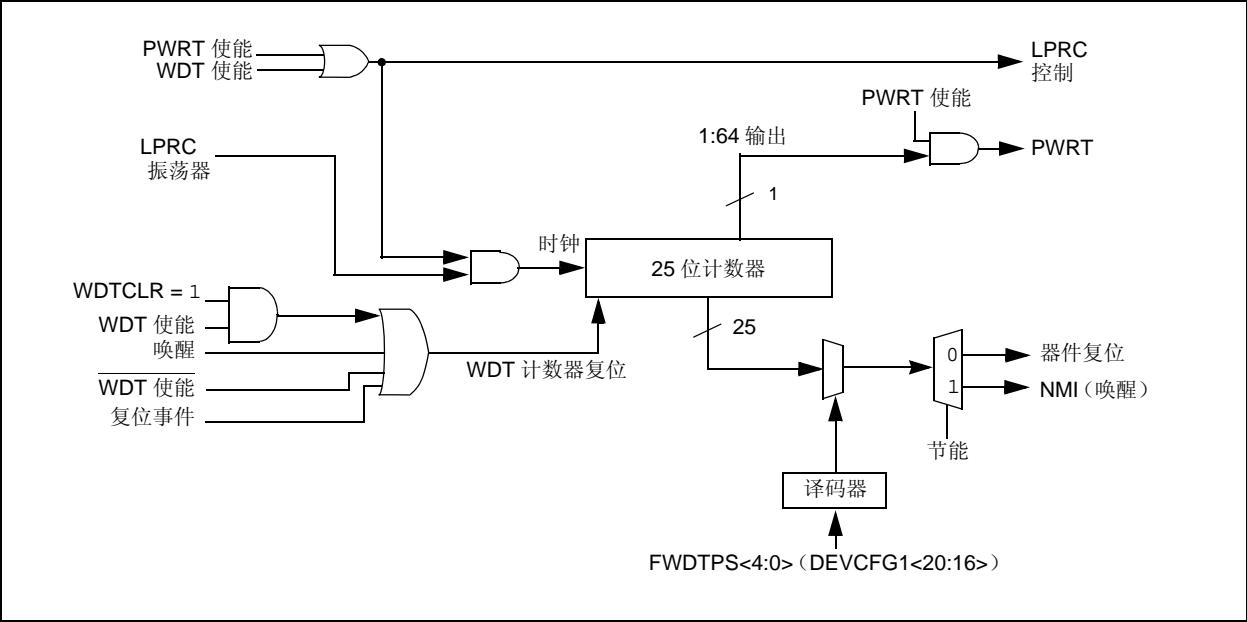 PWRT 使能
WDT 使能
LPRC
控制
PWRT 使能
1:64 输出
PWRT
LPRC
振荡器
1
时钟
25 位计数器
WDTCLR = 1
WDT 使能
唤醒
WDT 使能
复位事件
WDT 计数器复位
25
0
1
器件复位
NMI（唤醒）
节能
译码器
FWDTPS<4:0>（DEVCFG1<20:16>）